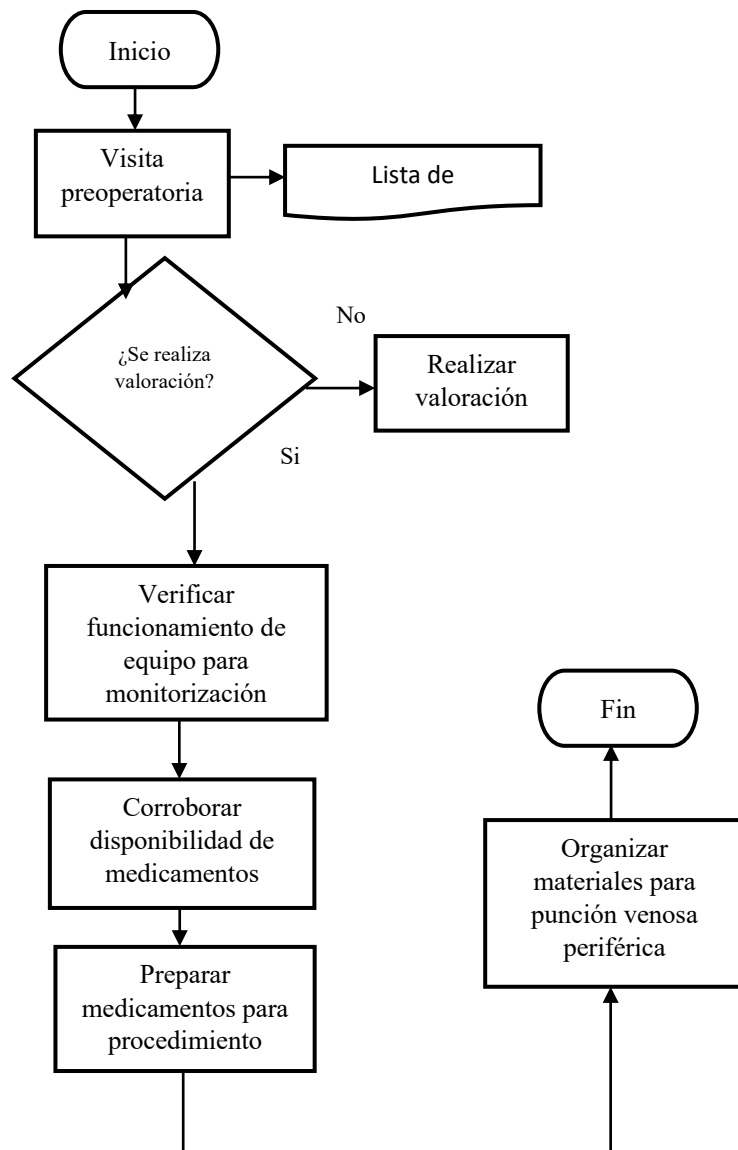 Inicio
Visita
preoperatoria
Lista de
¿Se realiza
valoración?
No
Realizar
valoración
Si
Verificar
funcionamiento de
equipo para
monitorización
Corroborar
disponibilidad de
medicamentos
Preparar
medicamentos para
procedimiento
Fin
Organizar
materiales para
punción venosa
periférica